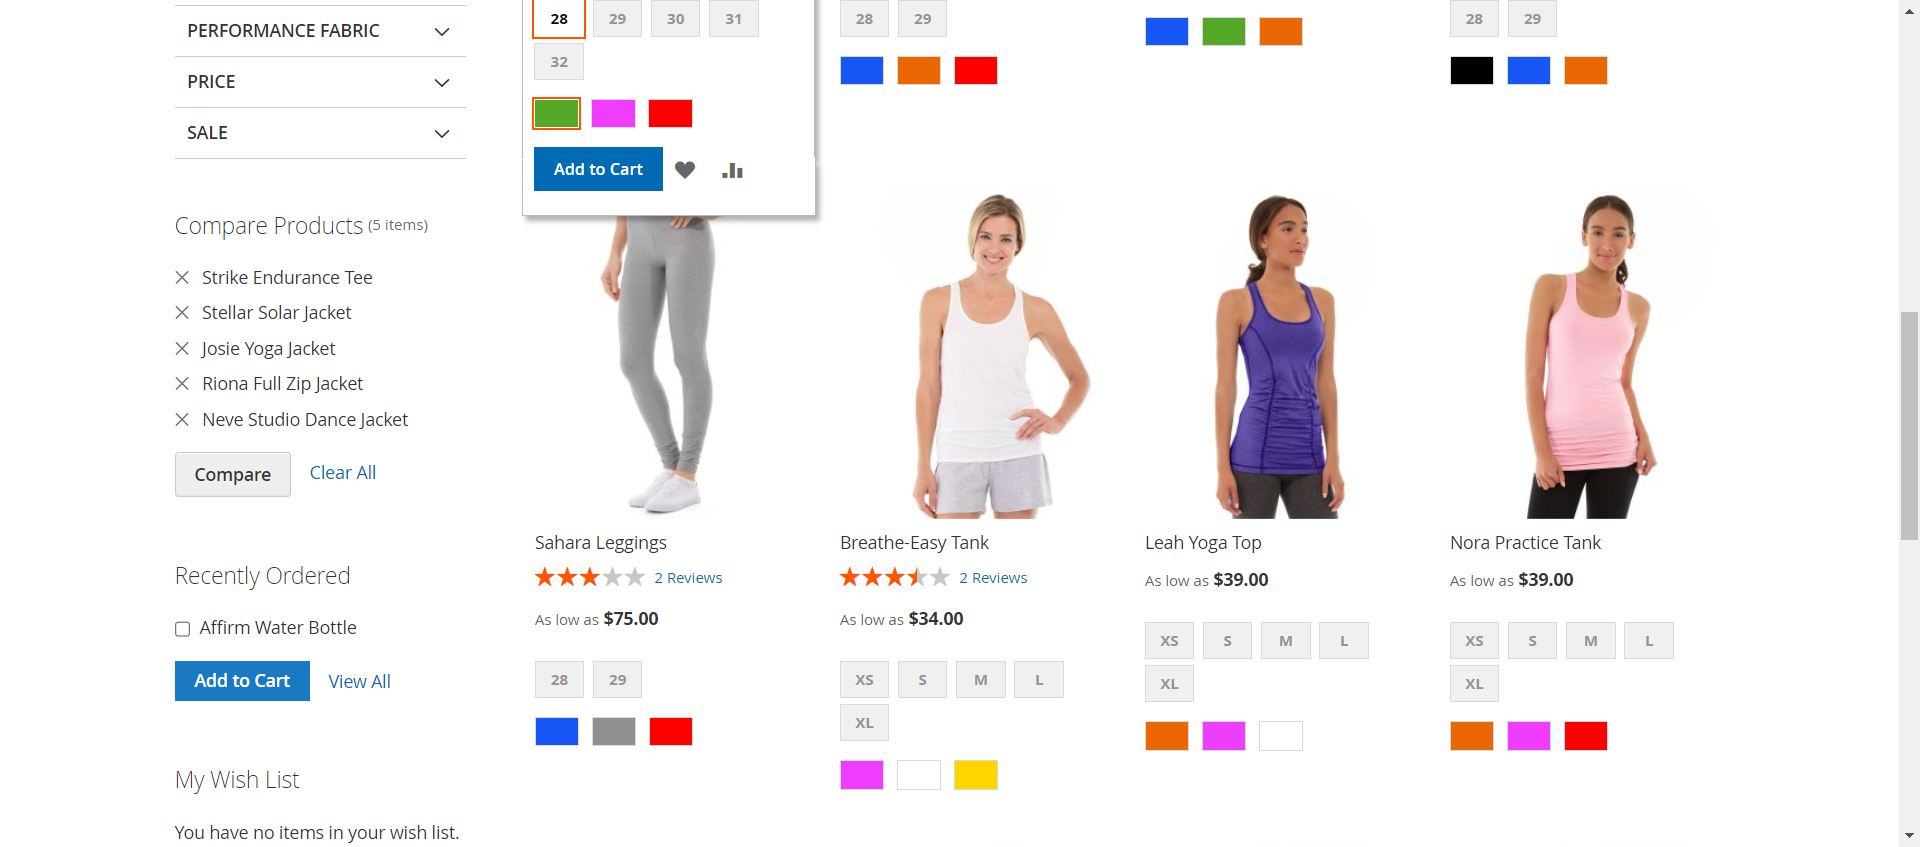 PERFORMANCE FABRIC
PRICE
SALE
Compare Products (5 items)
Strike Endurance Tee
Stellar Solar Jacket
Josie Yoga Jacket
Riona Full Zip Jacket
Neve Studio Dance Jacket
Compare Clear All
Recently Ordered
Affirm Water Bottle
Add to Cart View All
My Wish List
You have no items in your wish list.
28 29 30 31
32
Add to Cart
28 29
28 29
Sahara Leggings
2 Reviews
As low as $75.00
28 29
Breathe-Easy Tank
2 Reviews
As low as $34.00
XS S M L
XL
Leah Yoga Top
As low as $39.00
XS S M L
XL
Nora Practice Tank
As low as $39.00
XS S M L
XL